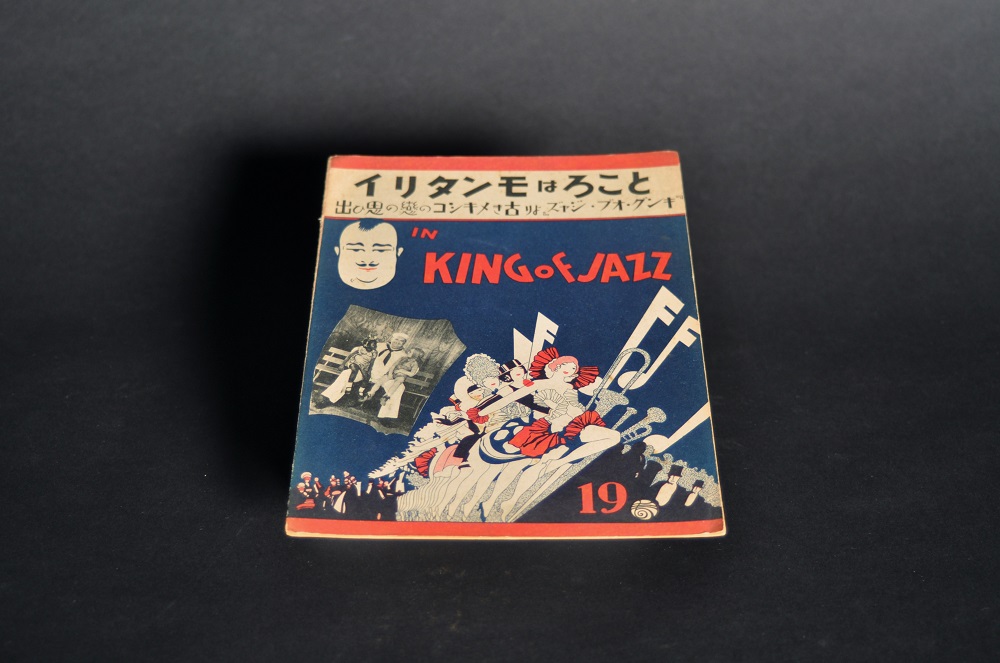 ところはモンタリイ
キング・オブ・ジャズより 古きメキシコの戀の思ひ出
IN
KING OF JAZZ
19